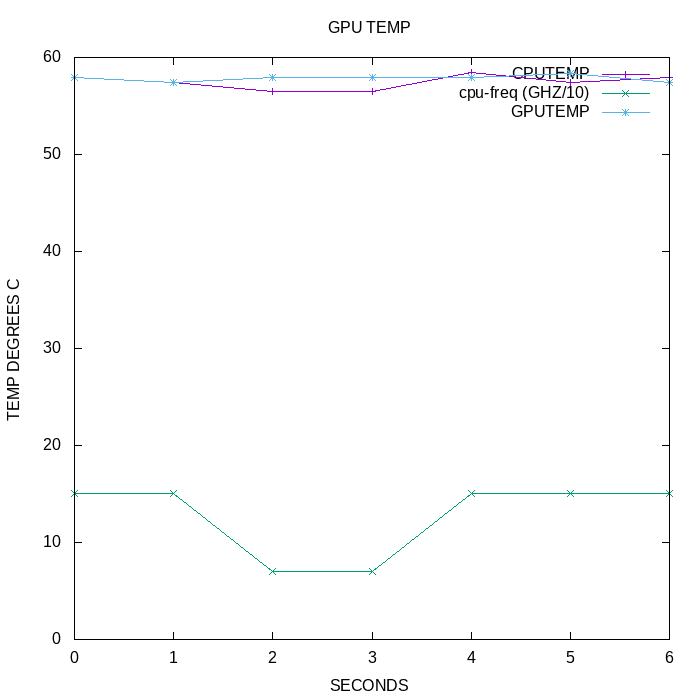 GPU TEMP
60
CPUTEMP
cpu-freq (GHZ/10)
GPUTEMP
50
40
30
20
10
0
TEMP DEGREES C
0 1 2 3 4 5 6
SECONDS